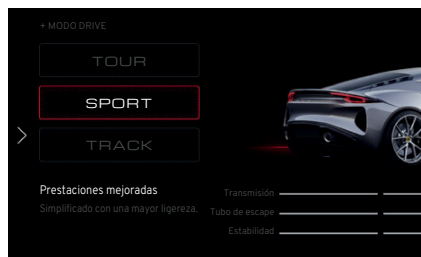 + MODO DRIVE
TOUR
SPORT
TRACK
Prestaciones mejoradas
Simplificado con una mayor ligereza.
Transmisión
Tubo de escape
Estabilidad